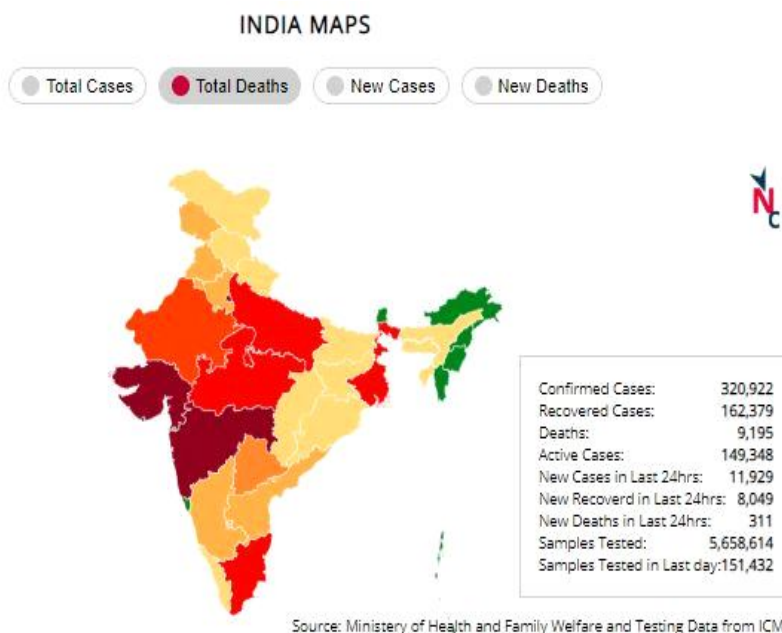 INDIA MAPS
Total Cases Total Deaths New Cases New Deaths
N
C
Confirmed Cases: 320,922
Recovered Cases: 162,379
Deaths: 9,195
Active Cases: 149,348
New Cases in Last 24hrs: 11,929
New Recoverd in Last 24hrs: 8,049
New Deaths in Last 24hrs: 311
Samples Tested: 5,658,614
Samples Tested in Last day:151,432
Source: Ministery of Health and Family Welfare and Testing Data from ICM